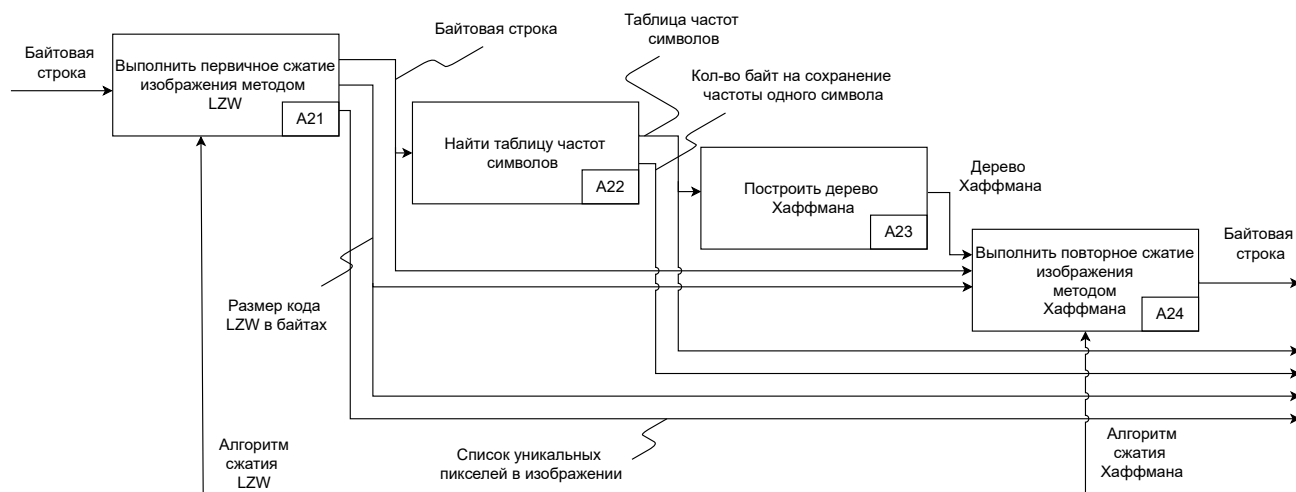 Байтовая
строка
Выполнить первичное сжатие
изображения методом
LZW
A21
Байтовая строка
Таблица частот
символов
Кол-во байт на сохранение
частоты одного символа
Найти таблицу частот
символов
A22
Построить дерево
Хаффмана
A23
Дерево
Хаффмана
Выполнить повторное сжатие
изображения
методом
Хаффмана
A24
Байтовая
строка
Размер кода
LZW в байтах
Алгоритм
сжатия
LZW
Список уникальных
пикселей в изображении
Алгоритм
сжатия
Хаффмана